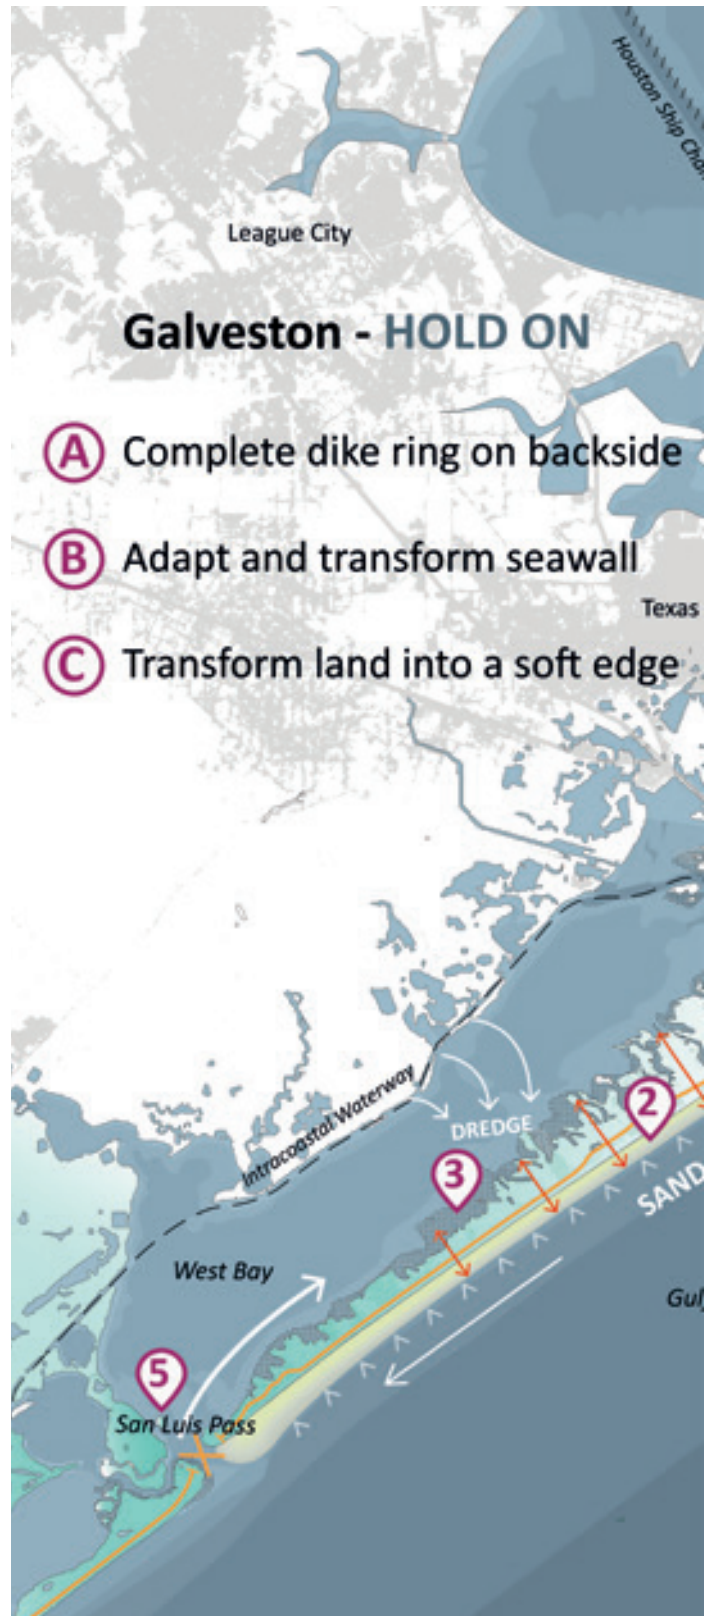 Houston Ship Chan
League City
Galveston - HOLD ON
A Complete dike ring on backside
B Adapt and transform seawall
Texas
C Transform land into a soft edge
Intracoastal Waterway
DREDGE
2
3
SAND
West Bay
Gulf
5
San Luis Pass